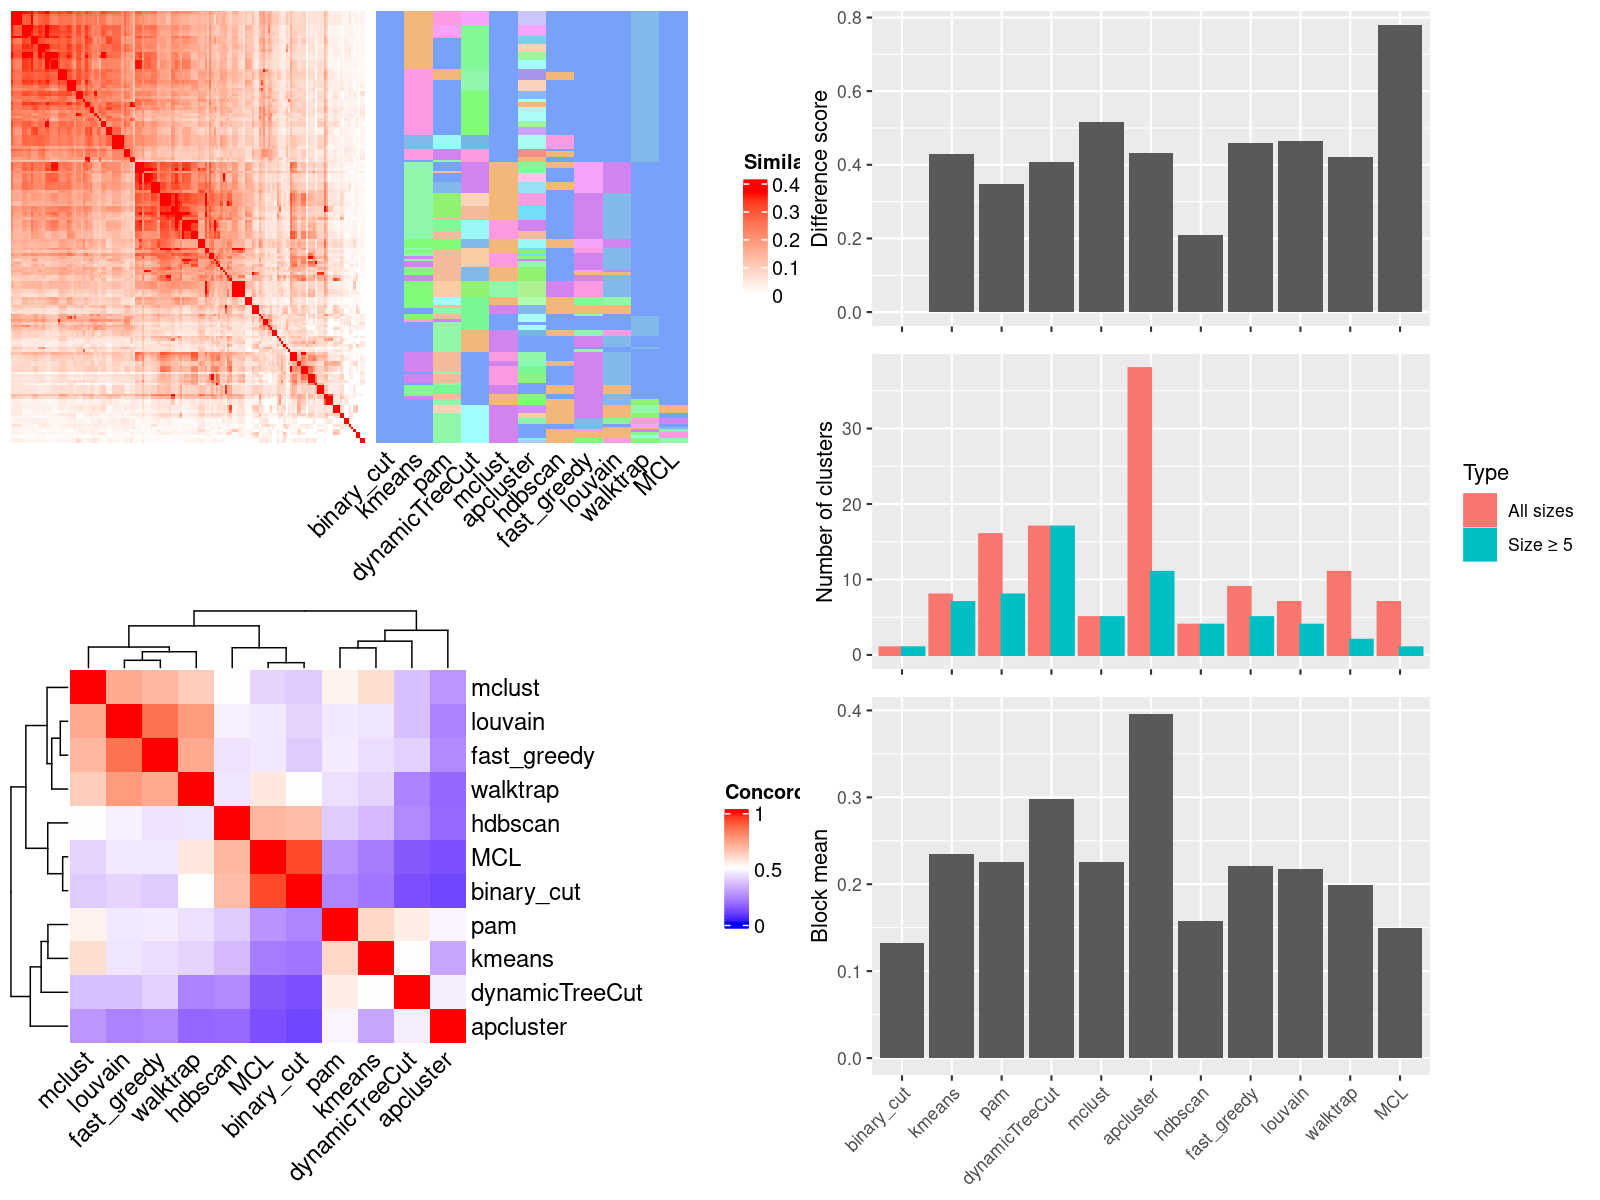 Simila
0.4
0.3
0.2
0.1
0
binary_cut
kmeans
pam
dynamicTreeCut
mclust
apcluster
hdbscan
fast_greedy
louvain
walktrap
MCL
mclust
louvain
fast_greedy
walktrap
hdbscan
MCL
binary_cut
pam
kmeans
dynamicTreeCut
apcluster
mclust
louvain
fast_greedy
walktrap
hdbscan
MCL
binary_cut
pam
kmeans
dynamicTreeCut
apcluster
Conco
1
0.5
0
Difference score
0.8
0.6
0.4
0.2
0.0
Number of clusters
30
20
10
0
Type
All sizes
Size ≥ 5
Block mean
0.4
0.3
0.2
0.1
0.0
binary_cut
kmeans
pam
dynamicTreeCut
mclust
apcluster
hdbscan
fast_greedy
louvain
walktrap
MCL